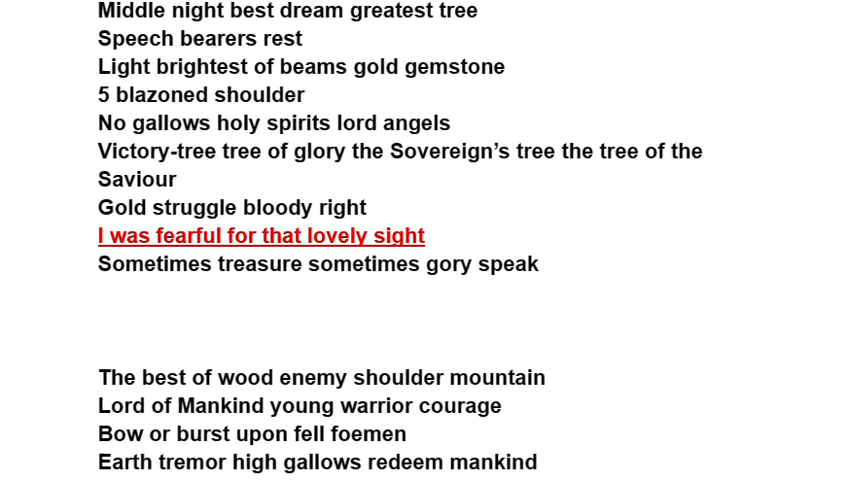 Middle night best dream greatest tree
Speech bearers rest
Light brightest of beams gold gemstone
5 blazoned shoulder
No gallows holy spirits lord angels
Victory-tree tree of glory the Sovereign’s tree the tree of the
Saviour
Gold struggle bloody right
I was fearful for that lovely sight
Sometimes treasure sometimes gory speak
The best of wood enemy shoulder mountain
Lord of Mankind young warrior courage
Bow or burst upon fell foemen
Earth tremor high gallows redeem mankind